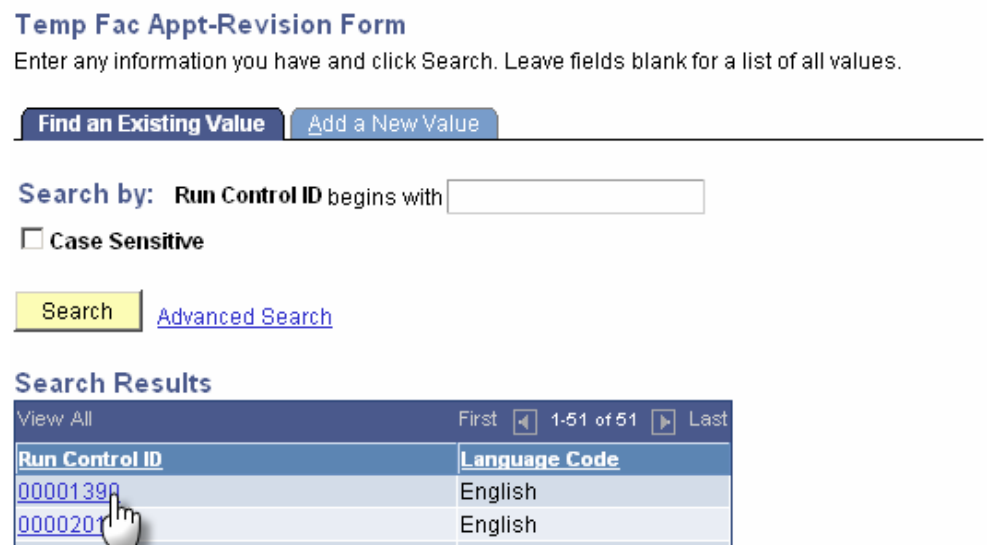 Temp Fac Appt-Revision Form
Enter any information you have and click Search. Leave fields blank for a list of all values.
Find an Existing Value Add a New Value
Search by: Run Control ID begins with
Case Sensitive
Search Advanced Search
Search Results
View All First 1-51 of 51 Last
Run Control ID Language Code
English
English